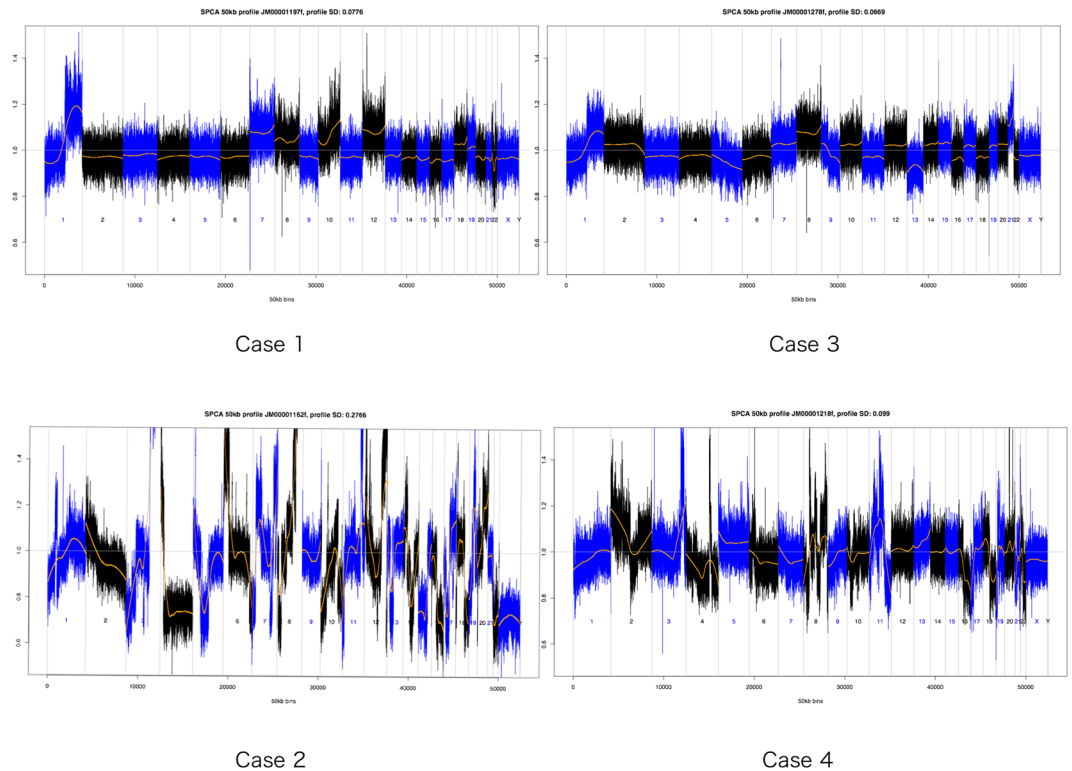 SPCA 50kb profile JM00001197f, profile SD: 0.0776
1.4
1.2
1.0
0.8
0.6
1 2 3 4 5 6 7 8 9 10 11 12 13 14 15 16 17 18 19 20 21 22 X Y
0 10000 20000 30000 40000 50000
50kb bins
Case 1
SPCA 50kb profile JM00001278f, profile SD: 0.0669
1.4
1.2
1.0
0.8
0.6
1 2 3 4 5 6 7 8 9 10 11 12 13 14 15 16 17 18 19 20 21 22 X Y
0 10000 20000 30000 40000 50000
50kb bins
Case 3
SPCA 50kb profile JM00001162f, profile SD: 0.2766
1.4
1.2
1.0
0.8
0.6
1 2 6 7 8 9 10 11 12 20 Y
0 10000 20000 30000 40000 50000
50kb bins
Case 2
SPCA 50kb profile JM00001218f, profile SD: 0.099
1.4
1.2
1.0
0.8
0.6
1 2 3 4 5 6 7 8 9 10 11 12 13 14 15 16 17 18 19 20 21 22 X Y
0 10000 20000 30000 40000 50000
50kb bins
Case 4